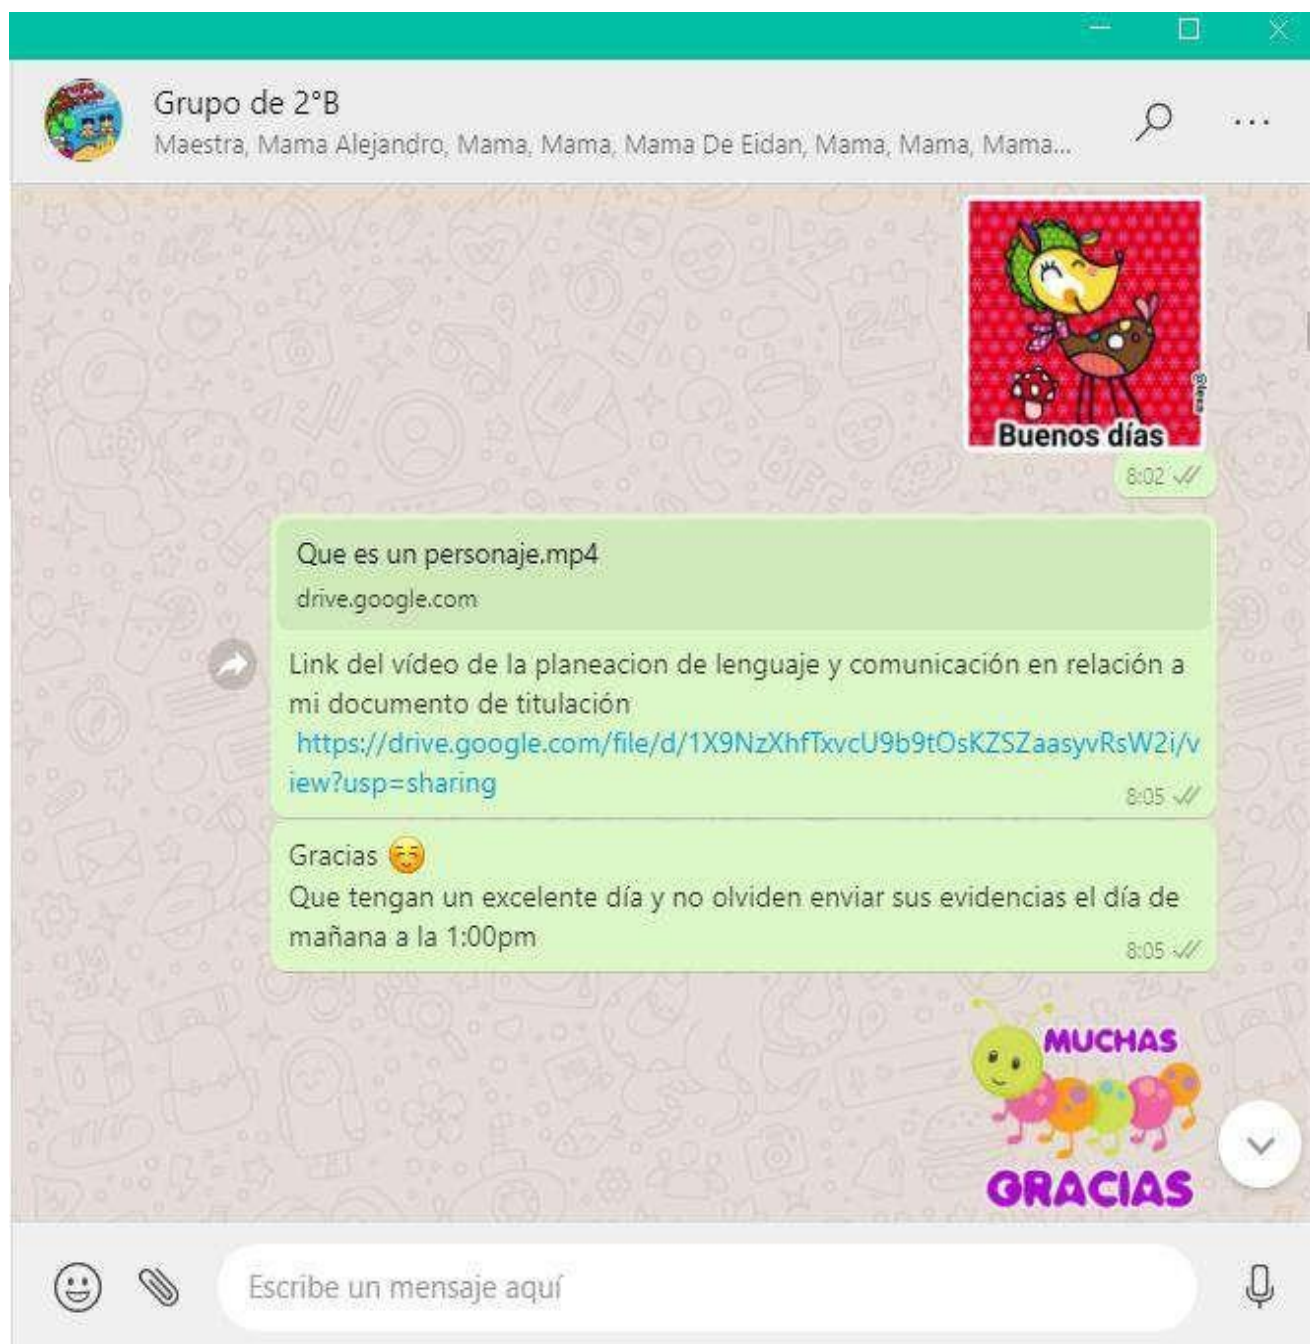 Grupo de 2°B
Maestra, Mama Alejandro, Mama, Mama, Mama De Eidan, Mama, Mama, Mama...
Buenos días
8:02
Que es un personaje.mp4
drive.google.com
Link del vídeo de la planeacion de lenguaje y comunicación en relación a
mi documento de titulación
https://drive.google.com/file/d/1X9NzXhfTxvcU9b9tOsKZSZaasyvRsW2i/v
iew?usp=sharing
8:05
Gracias ☺️
Que tengan un excelente día y no olviden enviar sus evidencias el día de
mañana a la 1:00pm
8:05
MUCHAS
GRACIAS
Escribe un mensaje aquí